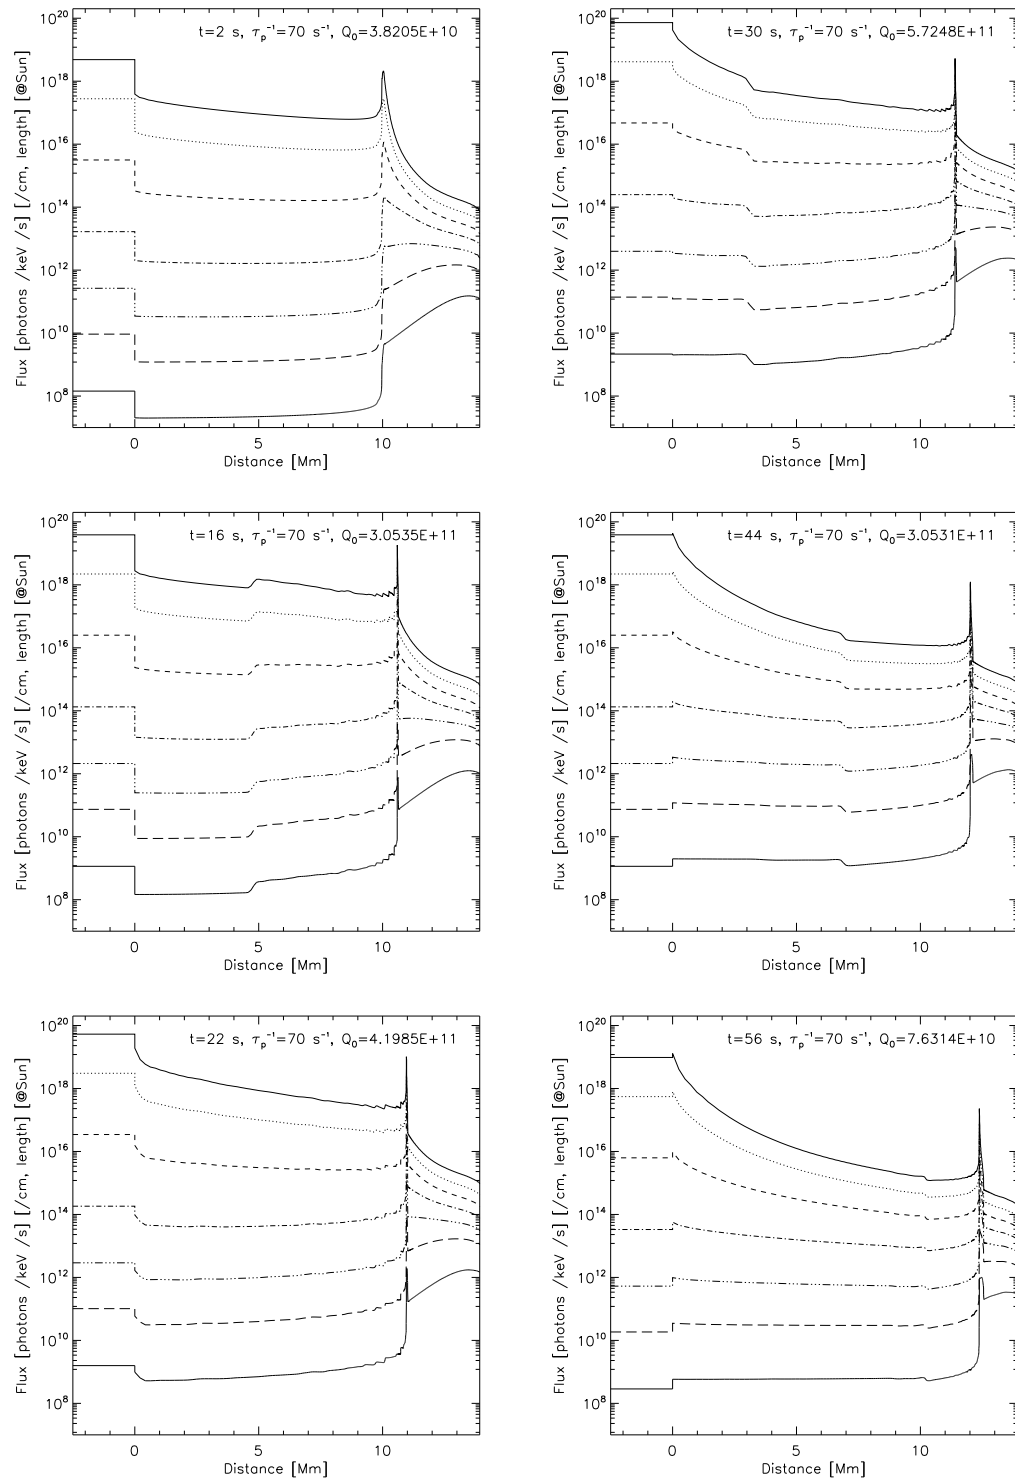 t=2 s, τₚ⁻¹=70 s⁻¹, Q₀=3.8205E+10
10²⁰
10¹⁸
10¹⁶
10¹⁴
10¹²
10¹⁰
10⁸
Flux [photons /keV /s] [/cm, length] [@Sun]
0 5 10
Distance [Mm]
t=30 s, τₚ⁻¹=70 s⁻¹, Q₀=5.7248E+11
10²⁰
10¹⁸
10¹⁶
10¹⁴
10¹²
10¹⁰
10⁸
Flux [photons /keV /s] [/cm, length] [@Sun]
0 5 10
Distance [Mm]
t=16 s, τₚ⁻¹=70 s⁻¹, Q₀=3.0535E+11
10²⁰
10¹⁸
10¹⁶
10¹⁴
10¹²
10¹⁰
10⁸
Flux [photons /keV /s] [/cm, length] [@Sun]
0 5 10
Distance [Mm]
t=44 s, τₚ⁻¹=70 s⁻¹, Q₀=3.0531E+11
10²⁰
10¹⁸
10¹⁶
10¹⁴
10¹²
10¹⁰
10⁸
Flux [photons /keV /s] [/cm, length] [@Sun]
0 5 10
Distance [Mm]
t=22 s, τₚ⁻¹=70 s⁻¹, Q₀=4.1985E+11
10²⁰
10¹⁸
10¹⁶
10¹⁴
10¹²
10¹⁰
10⁸
Flux [photons /keV /s] [/cm, length] [@Sun]
0 5 10
Distance [Mm]
t=56 s, τₚ⁻¹=70 s⁻¹, Q₀=7.6314E+10
10²⁰
10¹⁸
10¹⁶
10¹⁴
10¹²
10¹⁰
10⁸
Flux [photons /keV /s] [/cm, length] [@Sun]
0 5 10
Distance [Mm]